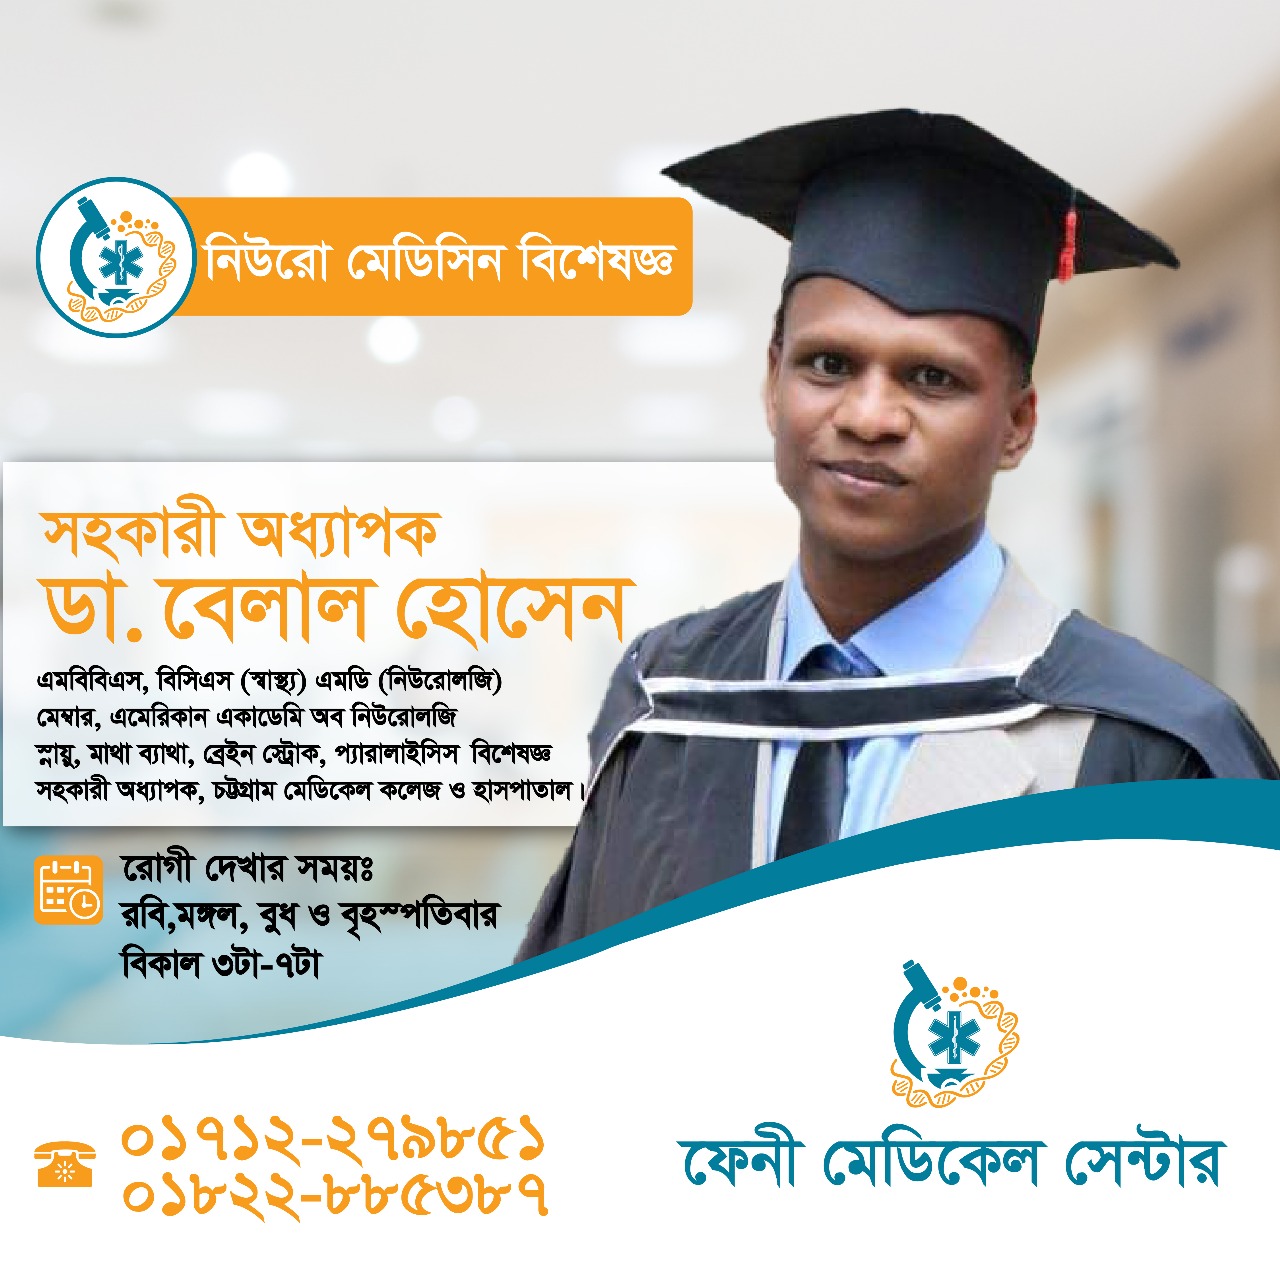 নিউরো মেডিসিন বিশেষজ্ঞ
সহকারী অধ্যাপক
ডা. বেলাল হোসেন
এমবিবিএস, বিসিএস (স্বাস্থ্য) এমডি (নিউরোলজি)
মেম্বার, এমেরিকান একাডেমি অব নিউরোলজি
স্নায়ু, মাথা ব্যাথা, ব্রেইন স্ট্রোক, প্যারালাইসিস বিশেষজ্ঞ
সহকারী অধ্যাপক, চট্টগ্রাম মেডিকেল কলেজ ও হাসপাতাল।
রোগী দেখার সময়ঃ
রবি,মঙ্গল, বুধ ও বৃহস্পতিবার
বিকাল ৩টা-৭টা
০১৭১২-২৭৯৮৫১
০১৮২২-৮৮৫৩৮৭
ফেনী মেডিকেল সেন্টার